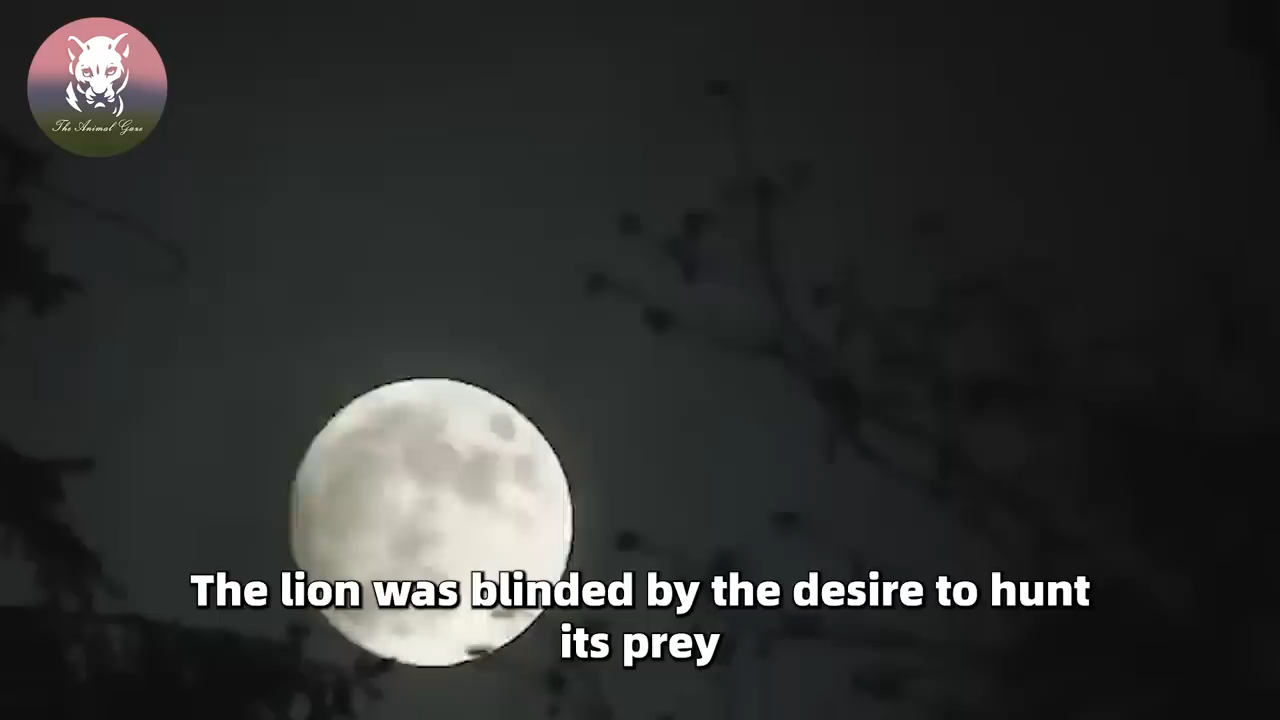 The Animal Gaze
The lion was blinded by the desire to hunt
its prey